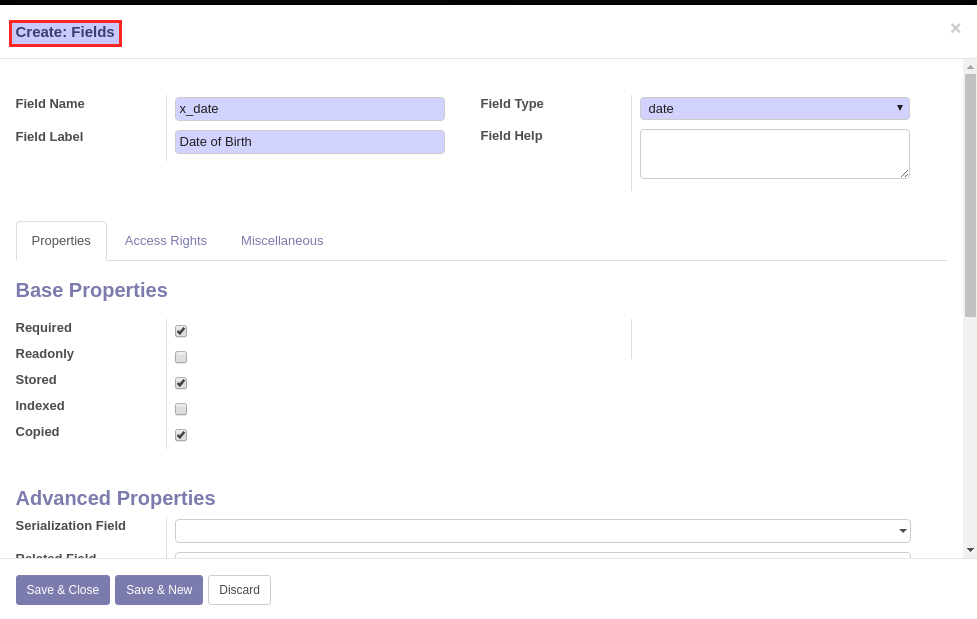 Create: Fields ×
Field Name x_date Field Type date
Field Label Date of Birth Field Help
Properties Access Rights Miscellaneous
Base Properties
Required
Readonly
Stored
Indexed
Copied
Advanced Properties
Serialization Field
Related Field
Save & Close Save & New Discard